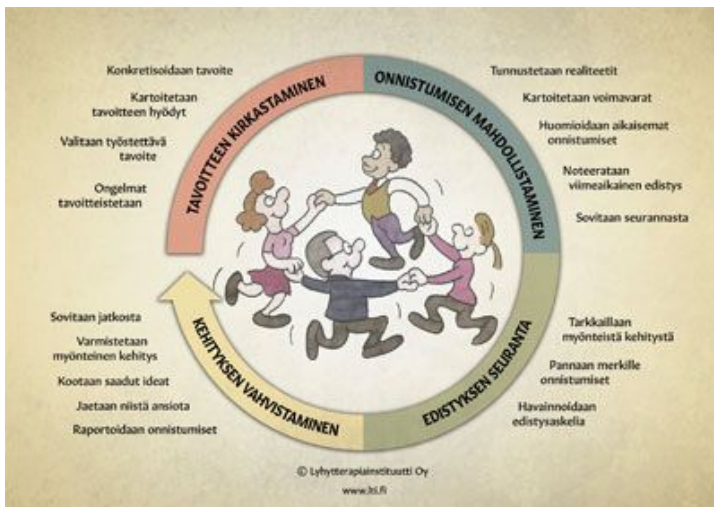 Konkretisoidaan tavoite
Kartoitetaan
tavoitteen hyödyt
Valitaan työstettävä
tavoite
Ongelmat
tavoitteistetaan
TAVOITTEEN KIRKASTAMINEN
ONNISTUMISEN MAHDOLLISTAMINEN
Tunnustetaan realiteetit
Kartoitetaan voimavarat
Huomioidaan aikaisemat
onnistumiset
Noteerataan
viimeaikainen edistys
Sovitaan seurannasta
EDISTYKSEN SEURANTA
Tarkkaillaan
myönteistä kehitystä
Pannaan merkille
onnistumiset
Havainnoidaan
edistysaskelia
KEHITYKSEN VAHVISTAMINEN
Sovitaan jatkosta
Varmistetaan
myönteinen kehitys
Kootaan saadut ideat
Jaetaan niistä ansiota
Raportoidaan onnistumiset
© Lyhytterapiainstituutti Oy
www.lti.fi